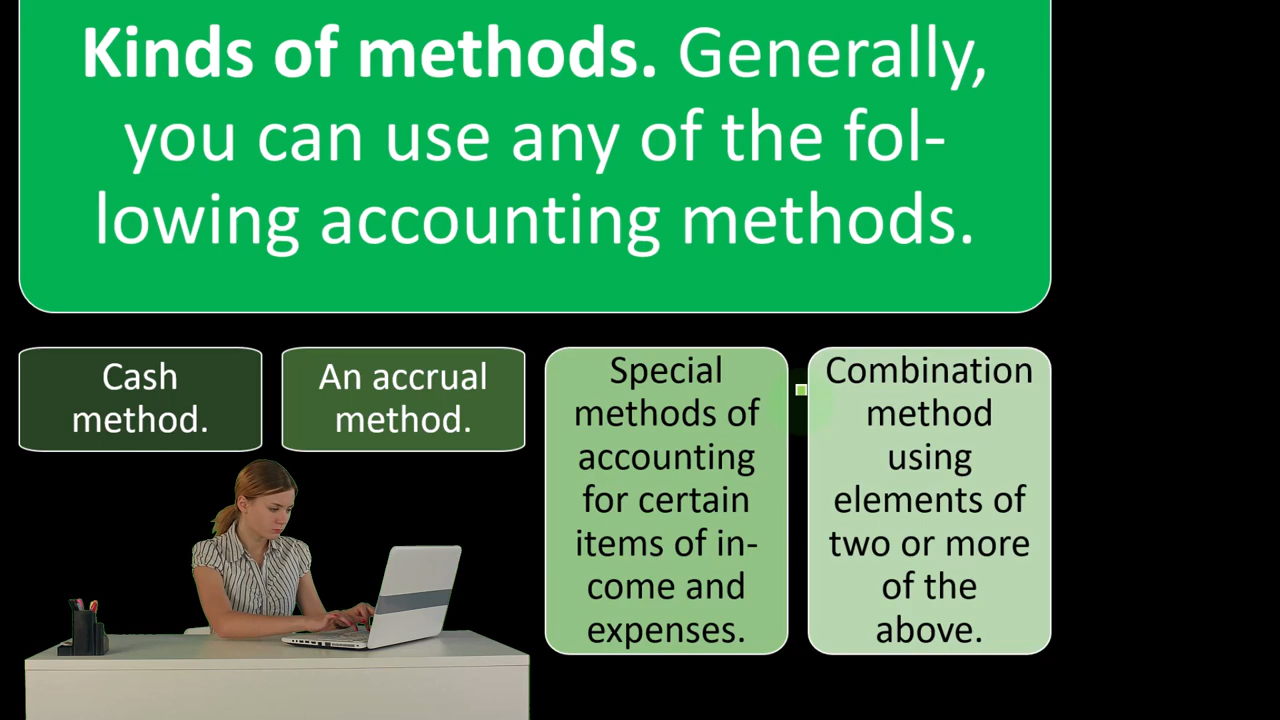 Kinds of methods. Generally,
you can use any of the fol-
lowing accounting methods.
Cash
method.
An accrual
method.
Special
methods of
accounting
for certain
items of in-
come and
expenses.
Combination
method
using
elements of
two or more
of the
above.